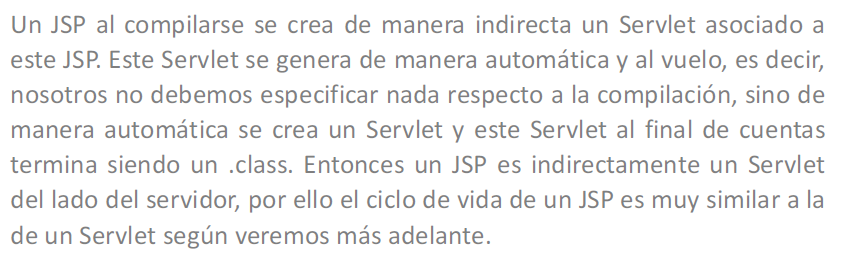 Un JSP al compilarse se crea de manera indirecta un Servlet asociado a
este JSP. Este Servlet se genera de manera automática y al vuelo, es decir,
nosotros no debemos especificar nada respecto a la compilación, sino de
manera automática se crea un Servlet y este Servlet al final de cuentas
termina siendo un .class. Entonces un JSP es indirectamente un Servlet
del lado del servidor, por ello el ciclo de vida de un JSP es muy similar a la
de un Servlet según veremos más adelante.